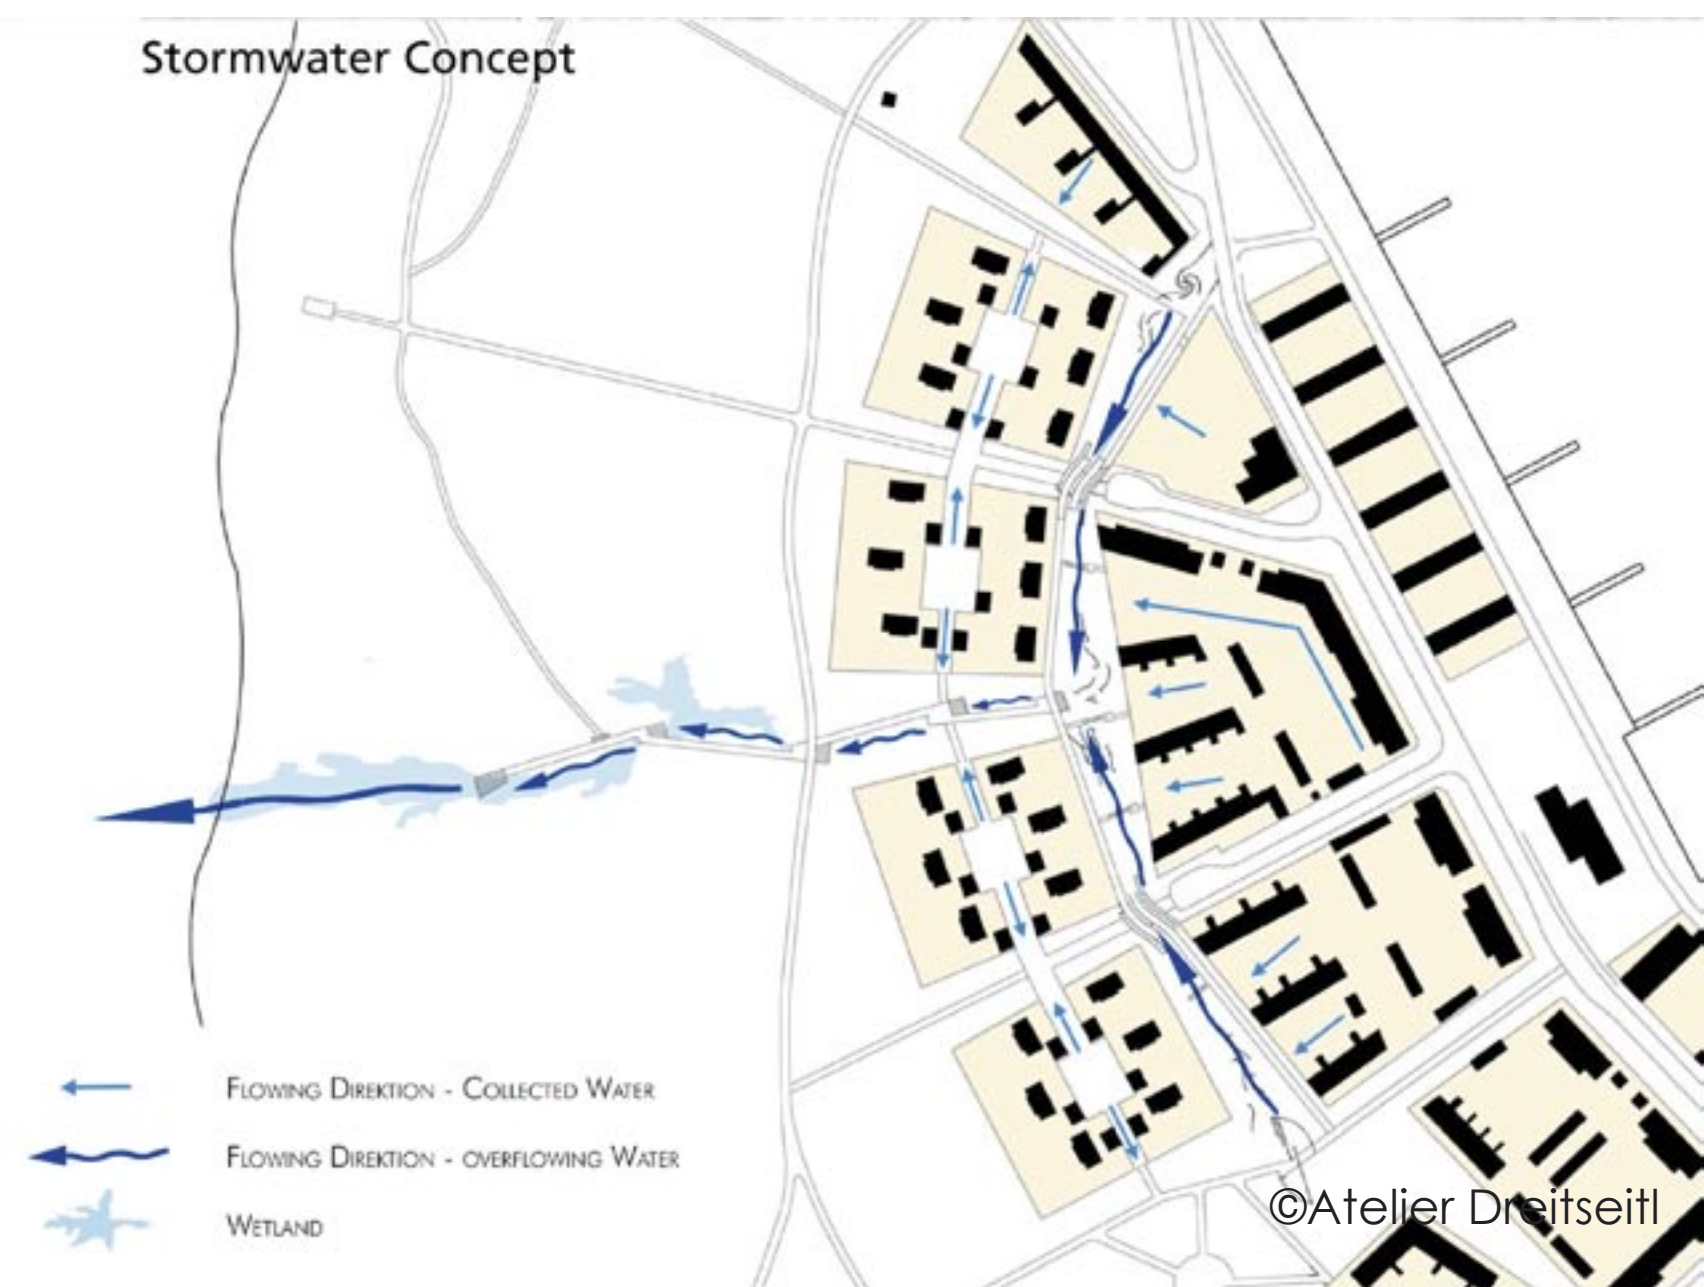 Stormwater Concept
Flowing Direktion - Collected Water
Flowing Direktion - overflowing Water
Wetland
©Atelier Dreitseitl